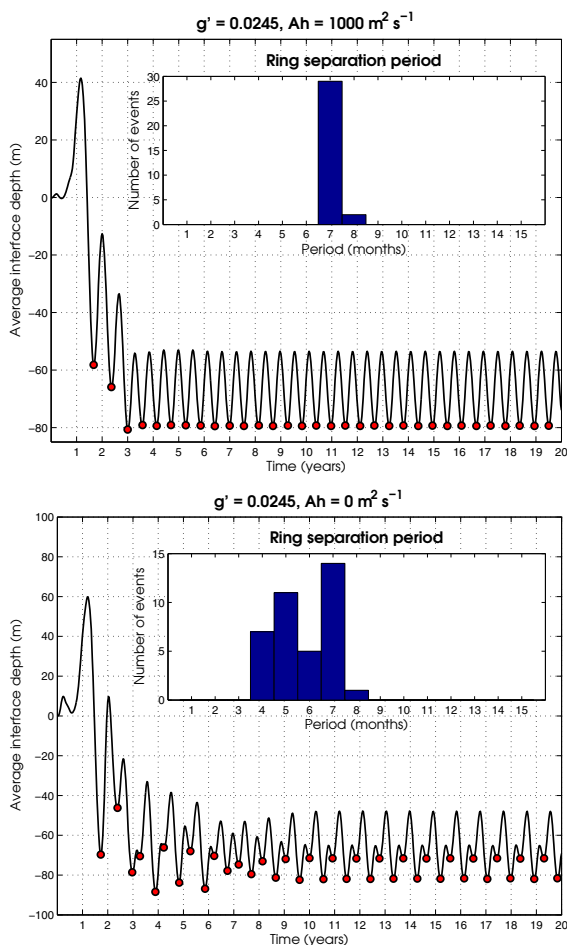 g' = 0.0245, Ah = 1000 m² s⁻¹
Ring separation period
Number of events
30
25
20
15
10
5
0
1 2 3 4 5 6 7 8 9 10 11 12 13 14 15
Period (months)
Average interface depth (m)
40
20
0
−20
−40
−60
−80
1 2 3 4 5 6 7 8 9 10 11 12 13 14 15 16 17 18 19 20
Time (years)
g' = 0.0245, Ah = 0 m² s⁻¹
Ring separation period
Number of events
15
10
5
0
1 2 3 4 5 6 7 8 9 10 11 12 13 14 15
Period (months)
Average interface depth (m)
100
80
60
40
20
0
−20
−40
−60
−80
−100
1 2 3 4 5 6 7 8 9 10 11 12 13 14 15 16 17 18 19 20
Time (years)